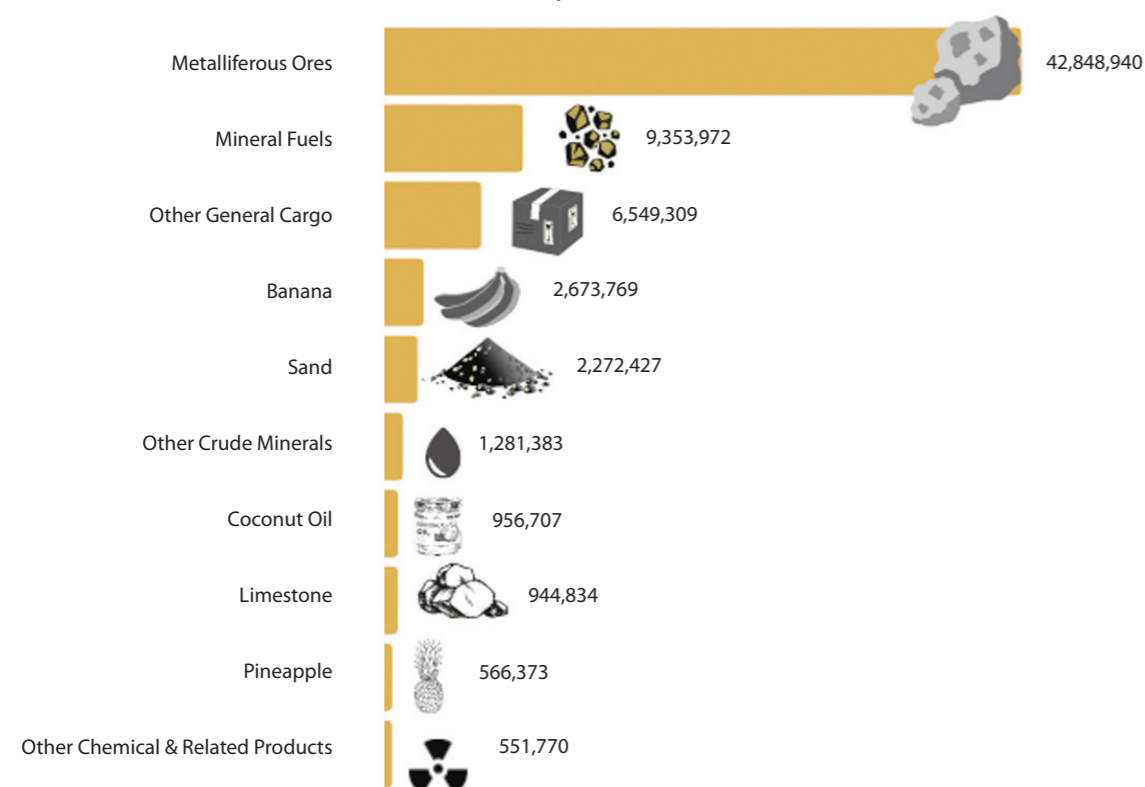 Metalliferous Ores 42,848,940
Mineral Fuels 9,353,972
Other General Cargo 6,549,309
Banana 2,673,769
Sand 2,272,427
Other Crude Minerals 1,281,383
Coconut Oil 956,707
Limestone 944,834
Pineapple 566,373
Other Chemical & Related Products 551,770